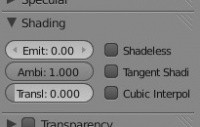 Specular
Shading
Emit: 0.00 Shadeless
Ambi: 1.000 Tangent Shadi
Transl: 0.000 Cubic Interpol
Transparency